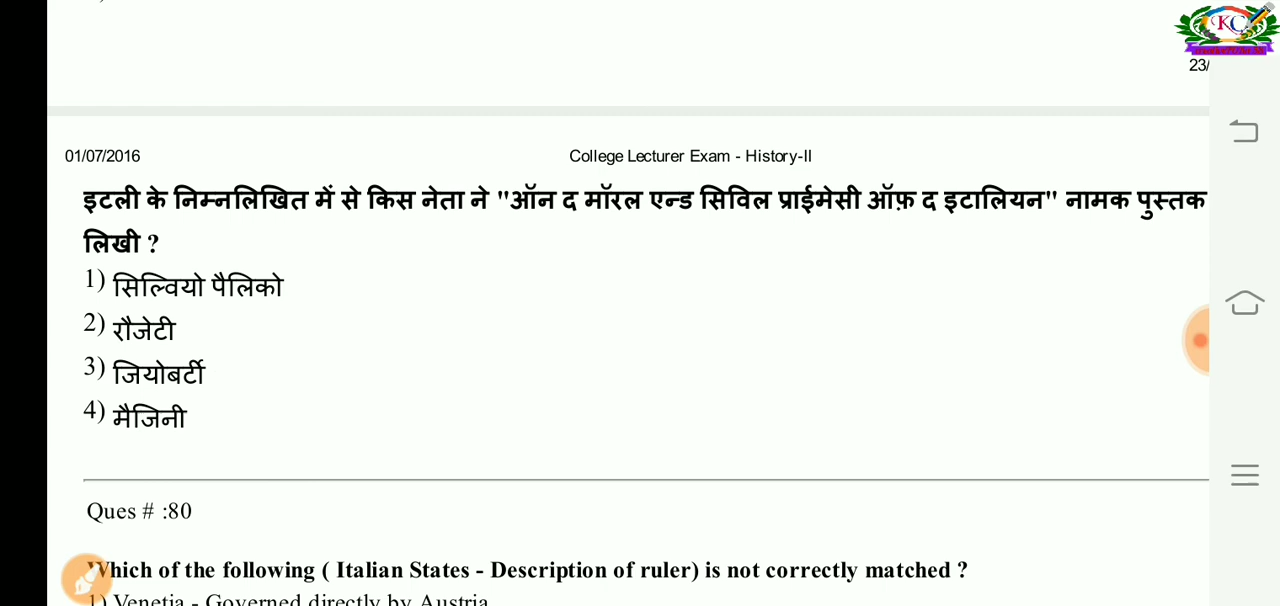 KC
23/
01/07/2016 College Lecturer Exam - History-II
इटली के निम्नलिखित में से किस नेता ने "ऑन द मॉरल एन्ड सिविल प्राईमेसी ऑफ़ द इटालियन" नामक पुस्तक
लिखी ?
1) सिल्वियो पैलिको
2) रौजेटी
3) जियोबर्टी
4) मैजिनी
Ques # :80
Which of the following ( Italian States - Description of ruler) is not correctly matched ?
1) Venetia - Governed directly by Austria